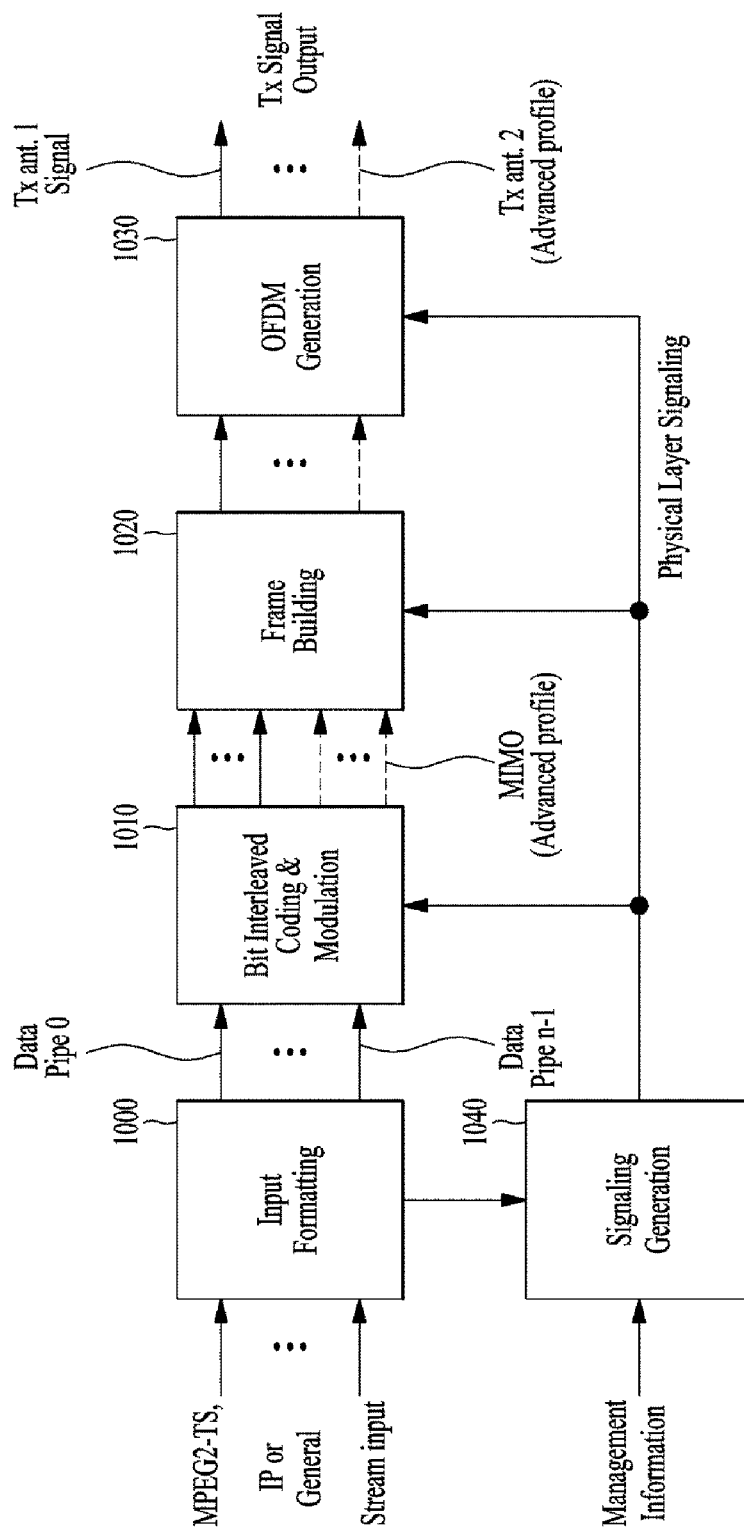 MPEG2-TS,
IP or
General
Stream input
1000
Input
Formatting
Data
Pipe 0
Data
Pipe n-1
1010
Bit Interleaved
Coding &
Modulation
MIMO
(Advanced profile)
1020
Frame
Building
1030
OFDM
Generation
Tx ant. 1
Signal
Tx Signal
Output
Tx ant. 2
(Advanced profile)
Management
Information
1040
Signaling
Generation
Physical Layer Signaling